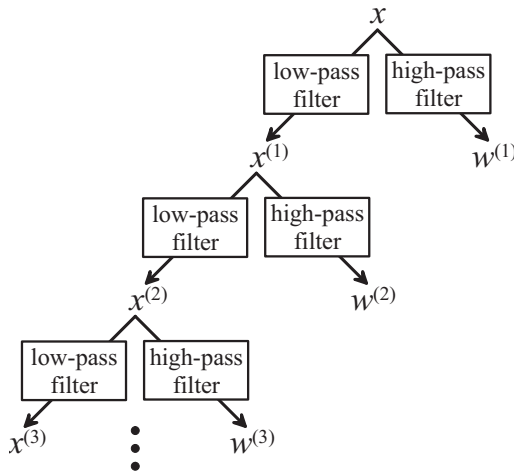 x
low-pass high-pass
filter filter
x(1) w(1)
low-pass high-pass
filter filter
x(2) w(2)
low-pass high-pass
filter filter
x(3) w(3)